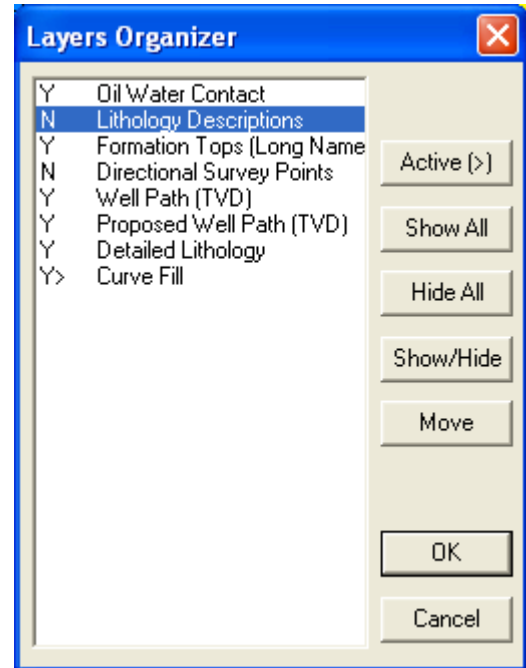 Layers Organizer
Y Oil Water Contact
N Lithology Descriptions
Y Formation Tops (Long Name
N Directional Survey Points
Y Well Path (TVD)
Y Proposed Well Path (TVD)
Y Detailed Lithology
Y> Curve Fill
Active (>)
Show All
Hide All
Show/Hide
Move
OK
Cancel